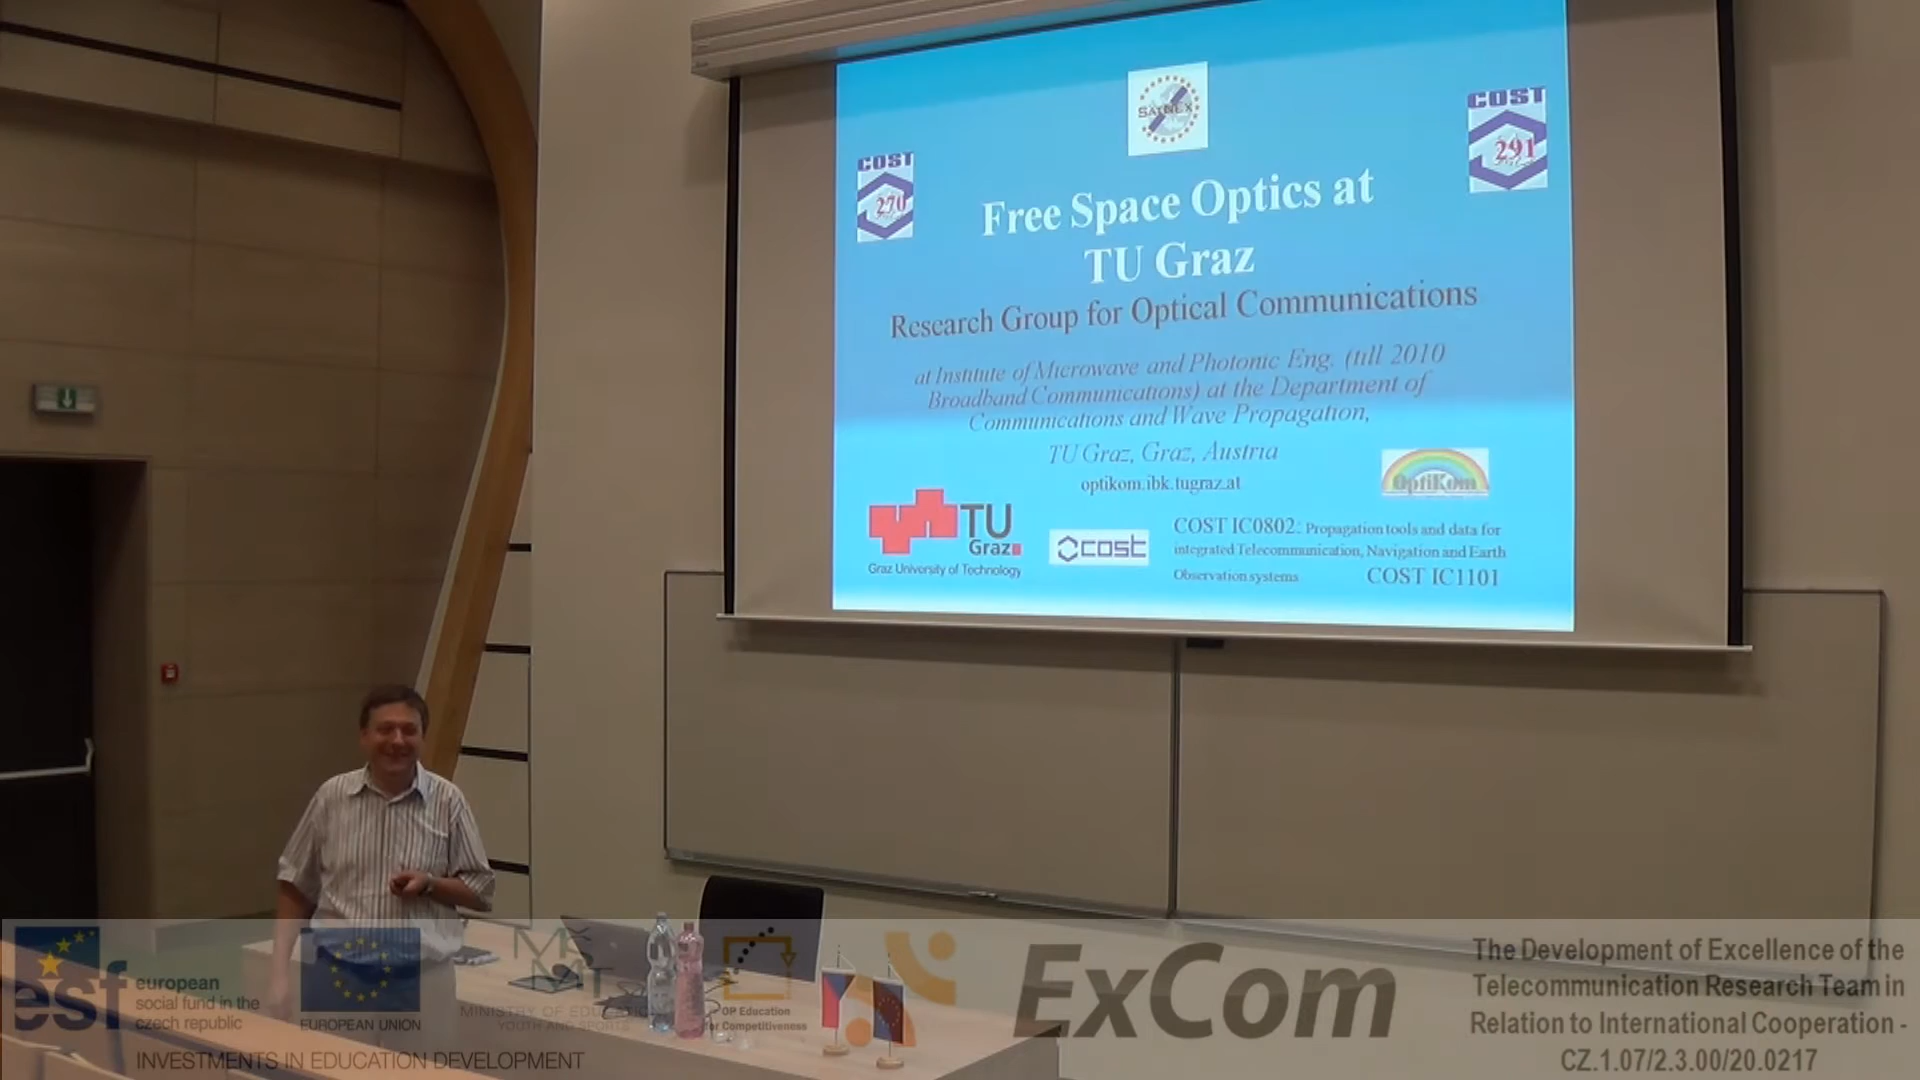 SatNEx
COST
270
COST
291
Free Space Optics at
TU Graz
Research Group for Optical Communications
at Institute of Microwave and Photonic Eng. (till 2010
Broadband Communications) at the Department of
Communications and Wave Propagation,
TU Graz, Graz, Austria
optikom.ibk.tugraz.at
OptiKom
TU
Graz
Graz University of Technology
cost
COST IC0802: Propagation tools and data for
integrated Telecommunication, Navigation and Earth
Observation systems
COST IC1101
esf
european
social fund in the
czech republic
EUROPEAN UNION
MINISTRY OF EDUCATION
YOUTH AND SPORTS
OP Education
for Competitiveness
INVESTMENTS IN EDUCATION DEVELOPMENT
ExCom
The Development of Excellence of the
Telecommunication Research Team in
Relation to International Cooperation -
CZ.1.07/2.3.00/20.0217